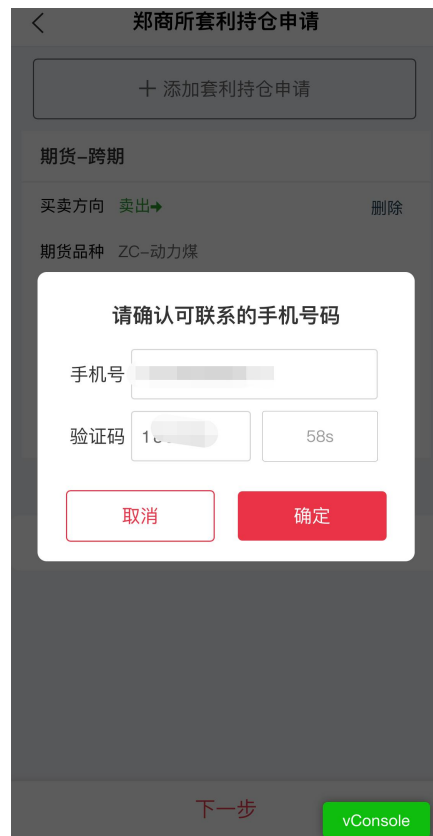 郑商所套利持仓申请
+ 添加套利持仓申请
期货-跨期
买卖方向 卖出➜ 删除
期货品种 ZC-动力煤
请确认可联系的手机号码
手机号
验证码 58s
取消 确定
下一步
vConsole